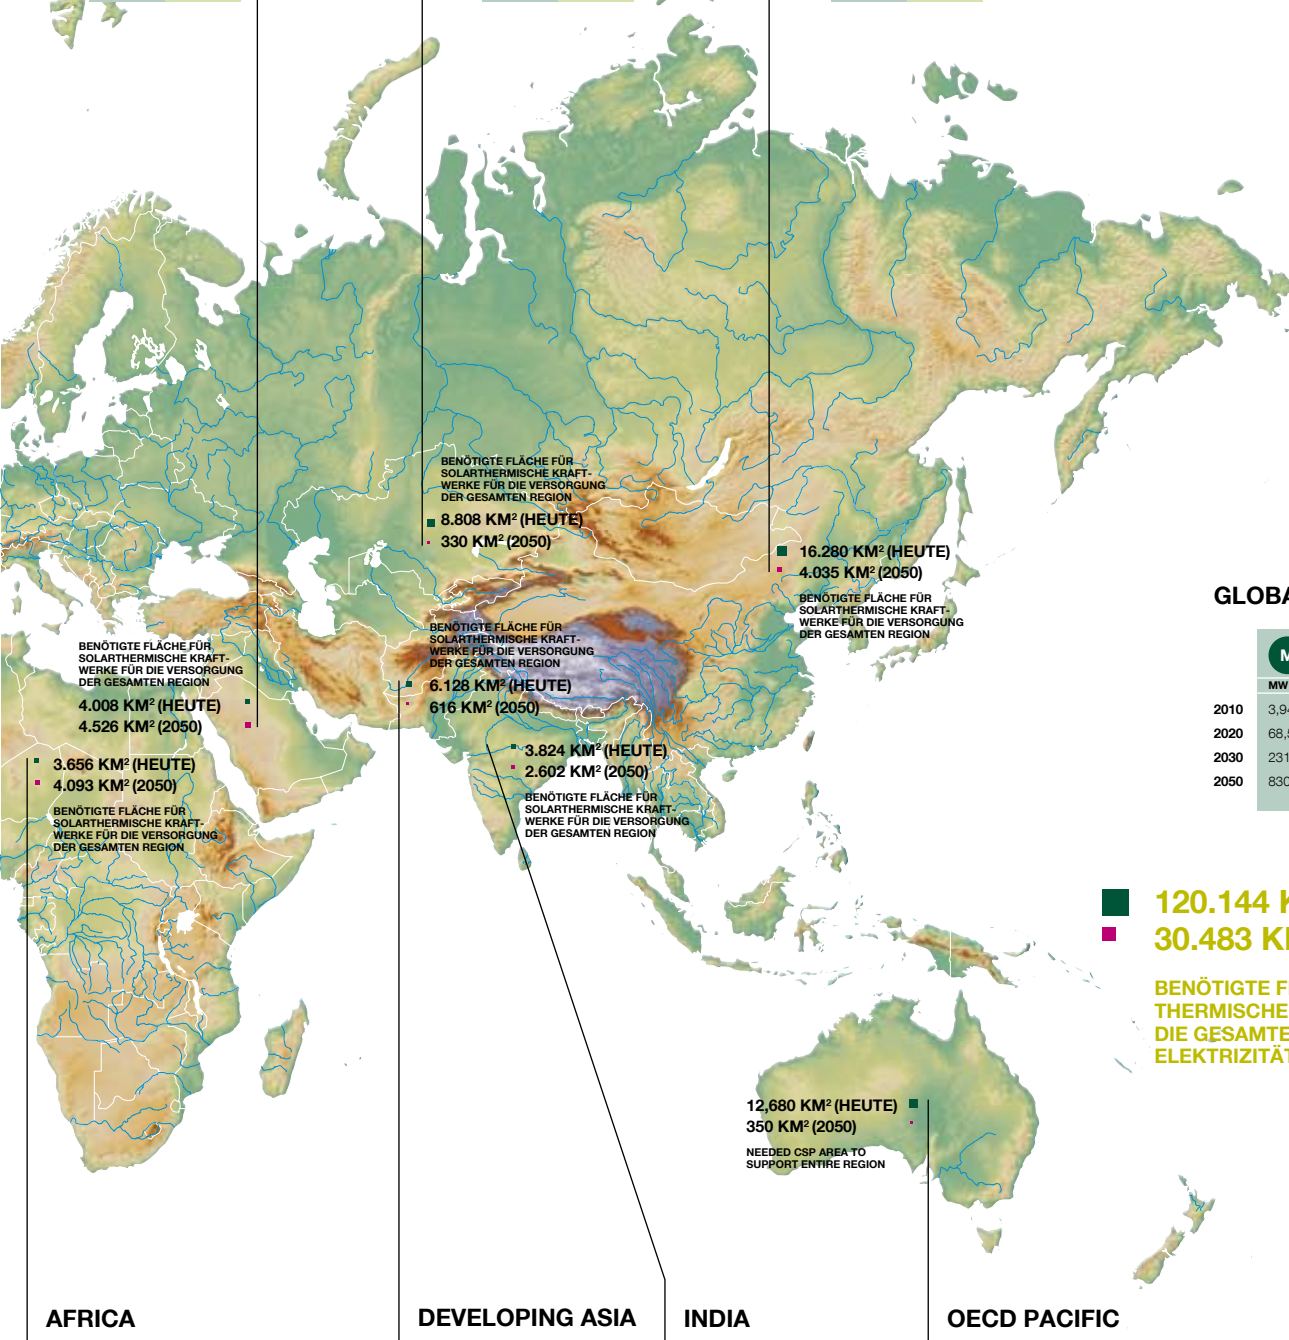 BENÖTIGTE FLÄCHE FÜR
SOLARTHERMISCHE KRAFT-
WERKE FÜR DIE VERSORGUNG
DER GESAMTEN REGION
8.808 KM² (HEUTE)
330 KM² (2050)
16.280 KM² (HEUTE)
4.035 KM² (2050)
BENÖTIGTE FLÄCHE FÜR
SOLARTHERMISCHE KRAFT-
WERKE FÜR DIE VERSORGUNG
DER GESAMTEN REGION
BENÖTIGTE FLÄCHE FÜR
SOLARTHERMISCHE KRAFT-
WERKE FÜR DIE VERSORGUNG
DER GESAMTEN REGION
4.008 KM² (HEUTE)
4.526 KM² (2050)
BENÖTIGTE FLÄCHE FÜR
SOLARTHERMISCHE KRAFT-
WERKE FÜR DIE VERSORGUNG
DER GESAMTEN REGION
6.128 KM² (HEUTE)
616 KM² (2050)
3.656 KM² (HEUTE)
4.093 KM² (2050)
BENÖTIGTE FLÄCHE FÜR
SOLARTHERMISCHE KRAFT-
WERKE FÜR DIE VERSORGUNG
DER GESAMTEN REGION
3.824 KM² (HEUTE)
2.602 KM² (2050)
BENÖTIGTE FLÄCHE FÜR
SOLARTHERMISCHE KRAFT-
WERKE FÜR DIE VERSORGUNG
DER GESAMTEN REGION
GLOBA
M
MW
2010 3,94
2020 68,
2030 231
2050 830
120.144 K
30.483 K
BENÖTIGTE F
THERMISCHE
DIE GESAMTE
ELEKTRIZITÄT
12,680 KM² (HEUTE)
350 KM² (2050)
NEEDED CSP AREA TO
SUPPORT ENTIRE REGION
AFRICA
DEVELOPING ASIA
INDIA
OECD PACIFIC